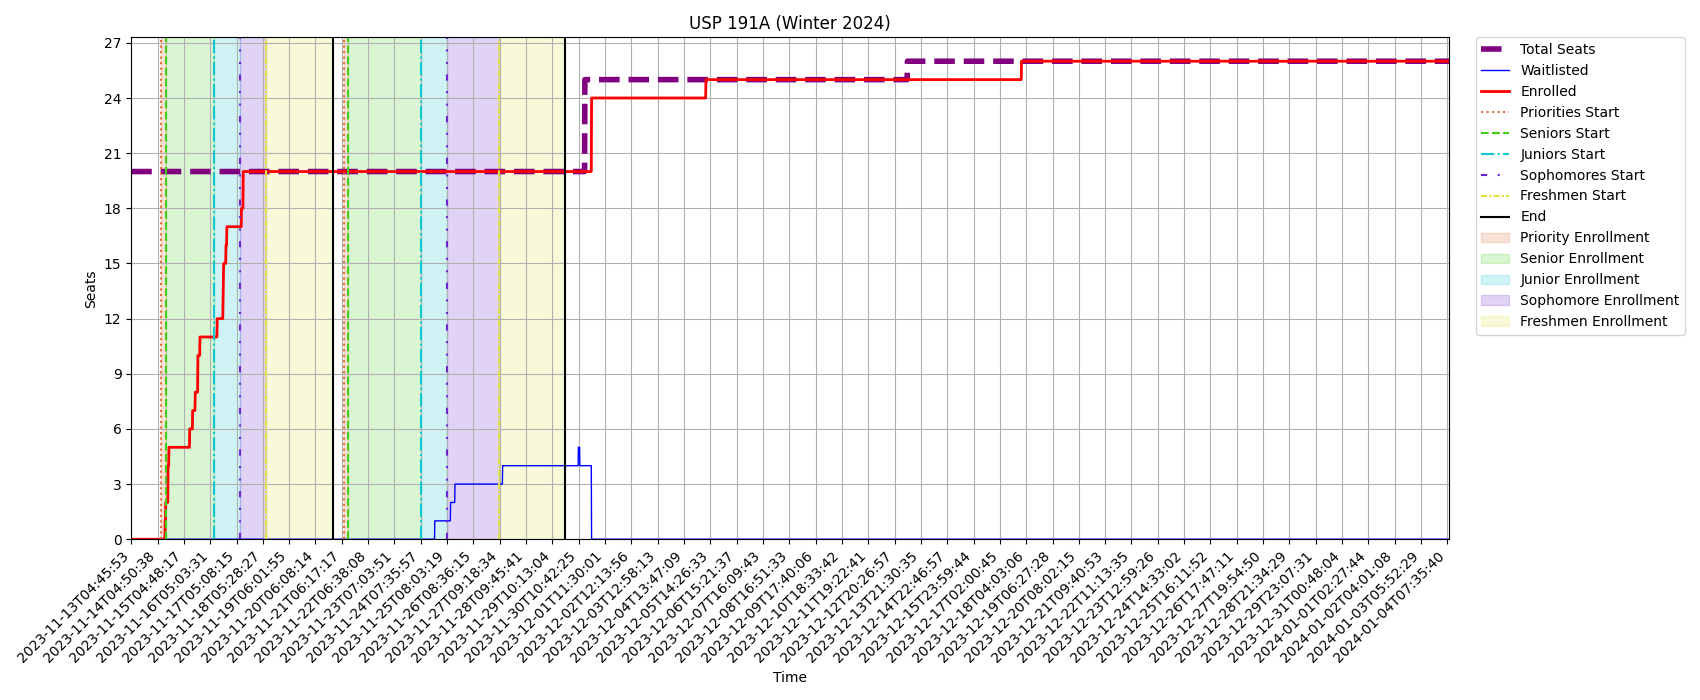 USP 191A (Winter 2024)
27
24
21
18
15
12
9
6
3
0
Seats
2023-11-13T04:45:53
2023-11-14T04:50:38
2023-11-15T04:48:17
2023-11-16T05:03:31
2023-11-17T05:08:15
2023-11-18T05:28:27
2023-11-19T06:01:55
2023-11-20T06:08:14
2023-11-21T06:17:17
2023-11-22T06:38:08
2023-11-23T07:03:51
2023-11-24T07:35:57
2023-11-25T08:03:19
2023-11-26T08:36:15
2023-11-27T09:18:34
2023-11-28T09:45:41
2023-11-29T10:13:04
2023-11-30T10:42:25
2023-12-01T11:30:01
2023-12-02T12:13:56
2023-12-03T12:58:13
2023-12-04T13:47:09
2023-12-05T14:26:33
2023-12-06T15:21:37
2023-12-07T16:09:43
2023-12-08T16:51:33
2023-12-09T17:40:06
2023-12-10T18:33:42
2023-12-11T19:22:41
2023-12-12T20:26:57
2023-12-13T21:30:35
2023-12-14T22:46:57
2023-12-15T23:59:44
2023-12-17T02:00:45
2023-12-18T04:03:06
2023-12-19T06:27:28
2023-12-20T08:02:15
2023-12-21T09:40:53
2023-12-22T11:13:35
2023-12-23T12:59:26
2023-12-24T14:33:02
2023-12-25T16:11:52
2023-12-26T17:47:11
2023-12-27T19:54:50
2023-12-28T21:34:29
2023-12-29T23:07:31
2023-12-31T00:48:04
2024-01-01T02:27:44
2024-01-02T04:01:08
2024-01-03T05:52:29
2024-01-04T07:35:40
Time
Total Seats
Waitlisted
Enrolled
Priorities Start
Seniors Start
Juniors Start
Sophomores Start
Freshmen Start
End
Priority Enrollment
Senior Enrollment
Junior Enrollment
Sophomore Enrollment
Freshmen Enrollment